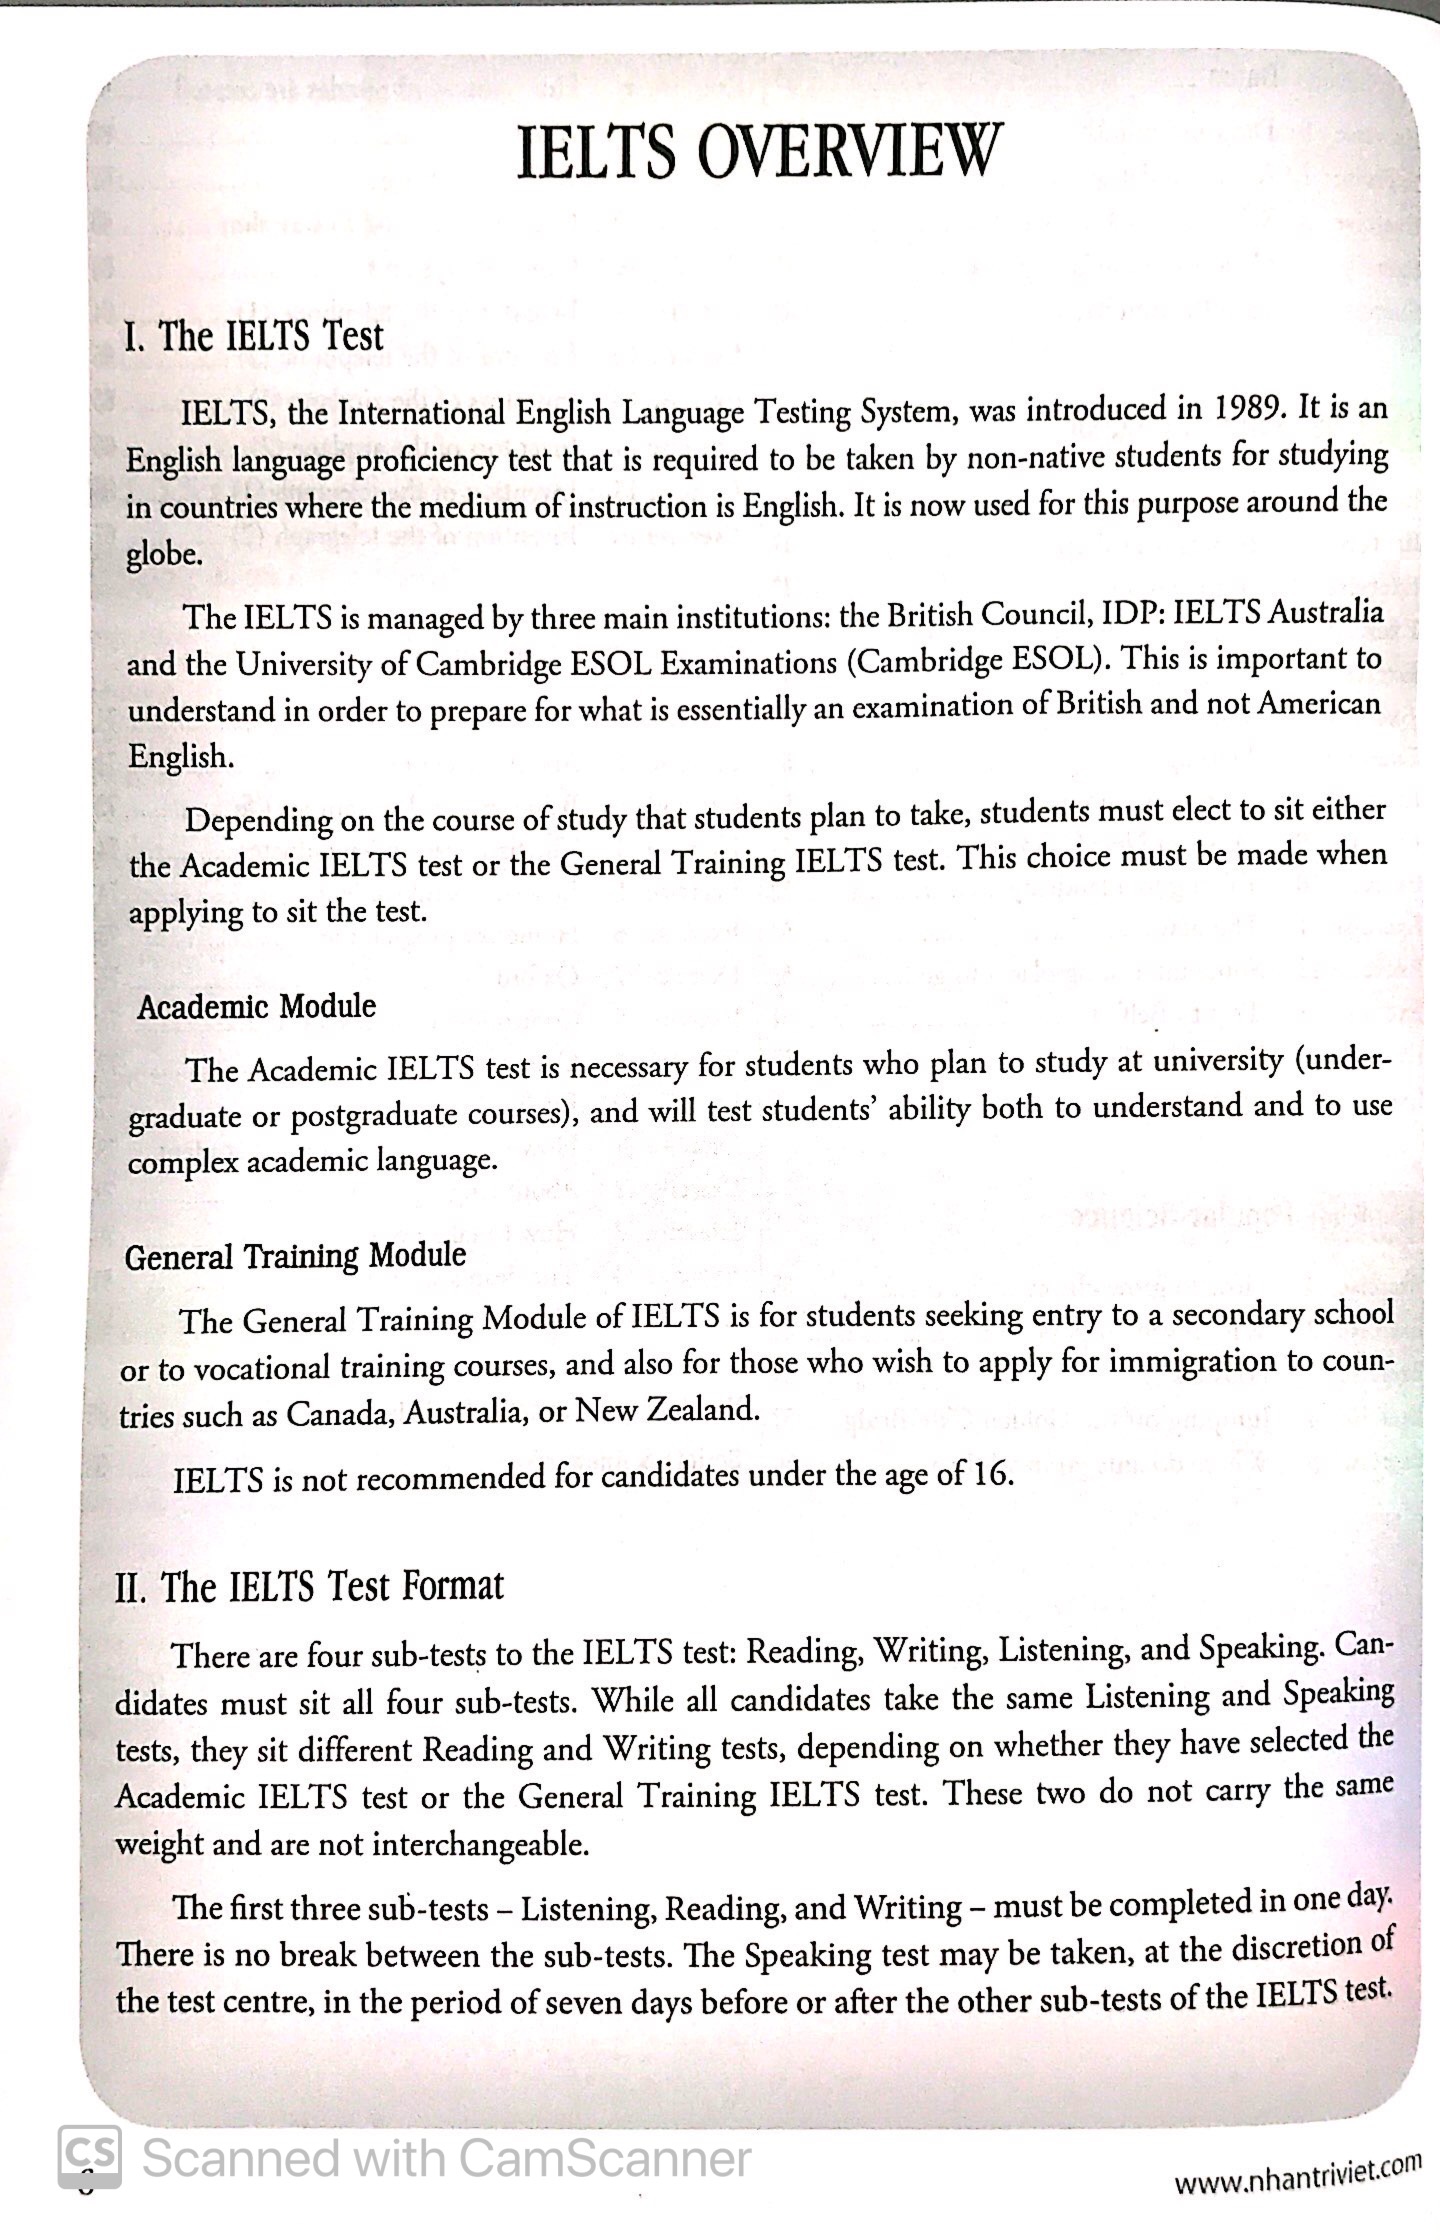 IELTS OVERVIEW
I. The IELTS Test
IELTS, the International English Language Testing System, was introduced in 1989. It is an
English language proficiency test that is required to be taken by non-native students for studying
in countries where the medium of instruction is English. It is now used for this purpose around the
globe.
The IELTS is managed by three main institutions: the British Council, IDP: IELTS Australia
and the University of Cambridge ESOL Examinations (Cambridge ESOL). This is important to
understand in order to prepare for what is essentially an examination of British and not American
English.
Depending on the course of study that students plan to take, students must elect to sit either
the Academic IELTS test or the General Training IELTS test. This choice must be made when
applying to sit the test.
Academic Module
The Academic IELTS test is necessary for students who plan to study at university (under-
graduate or postgraduate courses), and will test students’ ability both to understand and to use
complex academic language.
General Training Module
The General Training Module of IELTS is for students seeking entry to a secondary school
or to vocational training courses, and also for those who wish to apply for immigration to coun-
tries such as Canada, Australia, or New Zealand.
IELTS is not recommended for candidates under the age of 16.
II. The IELTS Test Format
There are four sub-tests to the IELTS test: Reading, Writing, Listening, and Speaking. Can-
didates must sit all four sub-tests. While all candidates take the same Listening and Speaking
tests, they sit different Reading and Writing tests, depending on whether they have selected the
Academic IELTS test or the General Training IELTS test. These two do not carry the same
weight and are not interchangeable.
The first three sub-tests – Listening, Reading, and Writing – must be completed in one day.
There is no break between the sub-tests. The Speaking test may be taken, at the discretion of
the test centre, in the period of seven days before or after the other sub-tests of the IELTS test.
CS Scanned with CamScanner
www.nhantriviet.com